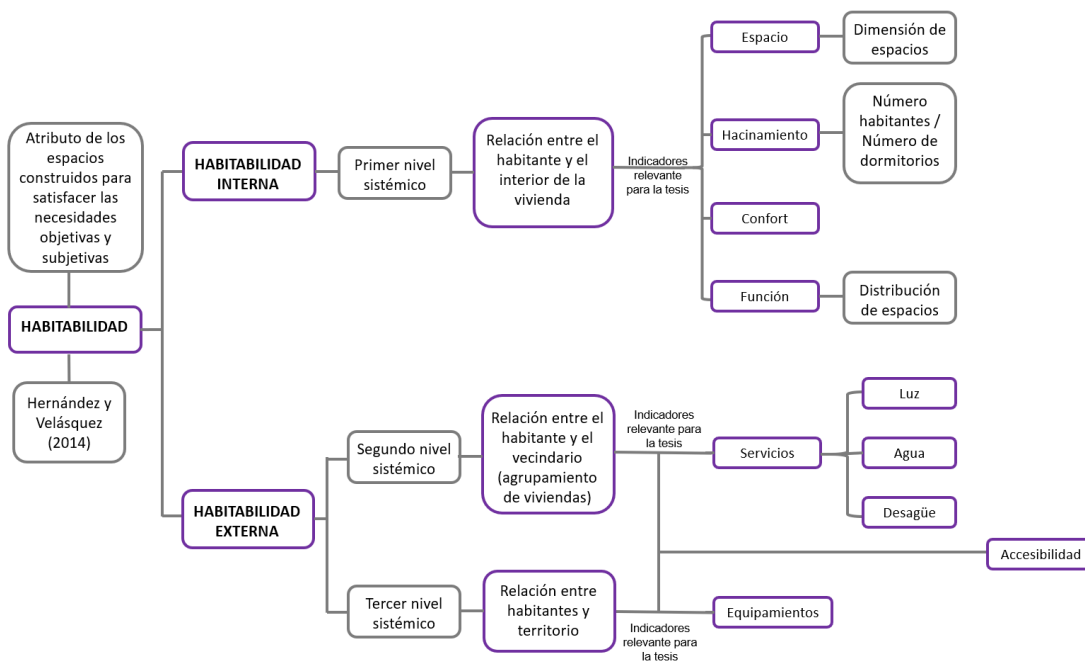 Atributo de los
espacios
construidos para
satisfacer las
necesidades
objetivas y
subjetivas
HABITABILIDAD
Hernández y
Velásquez
(2014)
HABITABILIDAD
INTERNA
Primer nivel
sistémico
Relación entre el
habitante y el
interior de la
vivienda
Indicadores
relevante
para la tesis
Espacio
Dimensión de
espacios
Hacinamiento
Número
habitantes /
Número de
dormitorios
Confort
Función
Distribución
de espacios
HABITABILIDAD
EXTERNA
Segundo nivel
sistémico
Relación entre el
habitante y el
vecindario
(agrupamiento
de viviendas)
Indicadores
relevante para
la tesis
Servicios
Luz
Agua
Desagüe
Accesibilidad
Tercer nivel
sistémico
Relación entre
habitantes y
territorio
Indicadores
relevante para
la tesis
Equipamientos